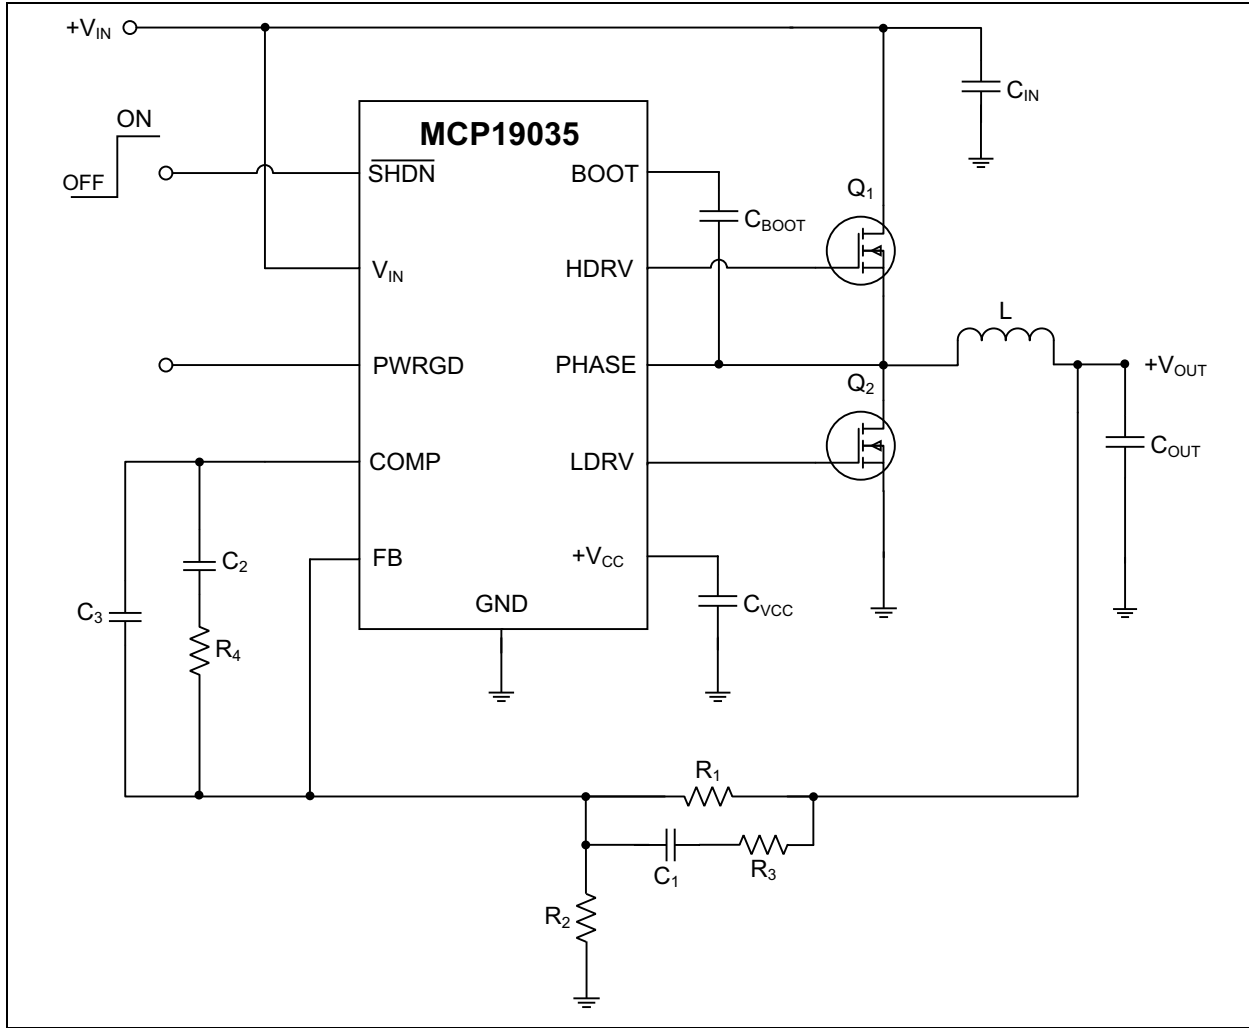 +VIN
ON
OFF
MCP19035
SHDN
BOOT
VIN
HDRV
PWRGD
PHASE
COMP
LDRV
FB
+VCC
GND
CIN
CBOOT
Q1
L
Q2
+VOUT
COUT
CVCC
C2
C3
R4
R1
C1
R3
R2